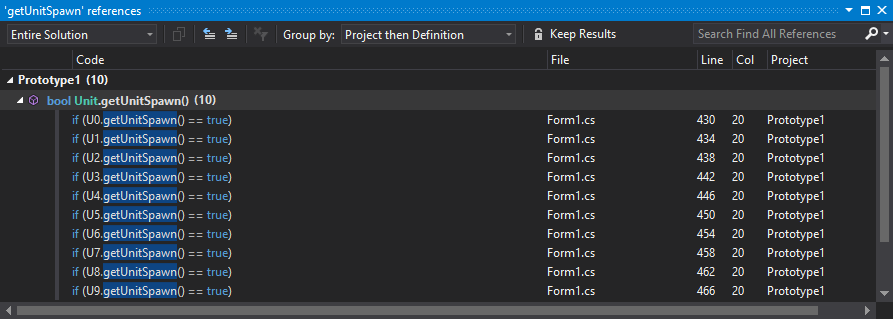 'getUnitSpawn' references
Entire Solution Group by: Project then Definition Keep Results Search Find All References
Code File Line Col Project
Prototype1 (10)
bool Unit.getUnitSpawn() (10)
if (U0.getUnitSpawn() == true) Form1.cs 430 20 Prototype1
if (U1.getUnitSpawn() == true) Form1.cs 434 20 Prototype1
if (U2.getUnitSpawn() == true) Form1.cs 438 20 Prototype1
if (U3.getUnitSpawn() == true) Form1.cs 442 20 Prototype1
if (U4.getUnitSpawn() == true) Form1.cs 446 20 Prototype1
if (U5.getUnitSpawn() == true) Form1.cs 450 20 Prototype1
if (U6.getUnitSpawn() == true) Form1.cs 454 20 Prototype1
if (U7.getUnitSpawn() == true) Form1.cs 458 20 Prototype1
if (U8.getUnitSpawn() == true) Form1.cs 462 20 Prototype1
if (U9.getUnitSpawn() == true) Form1.cs 466 20 Prototype1